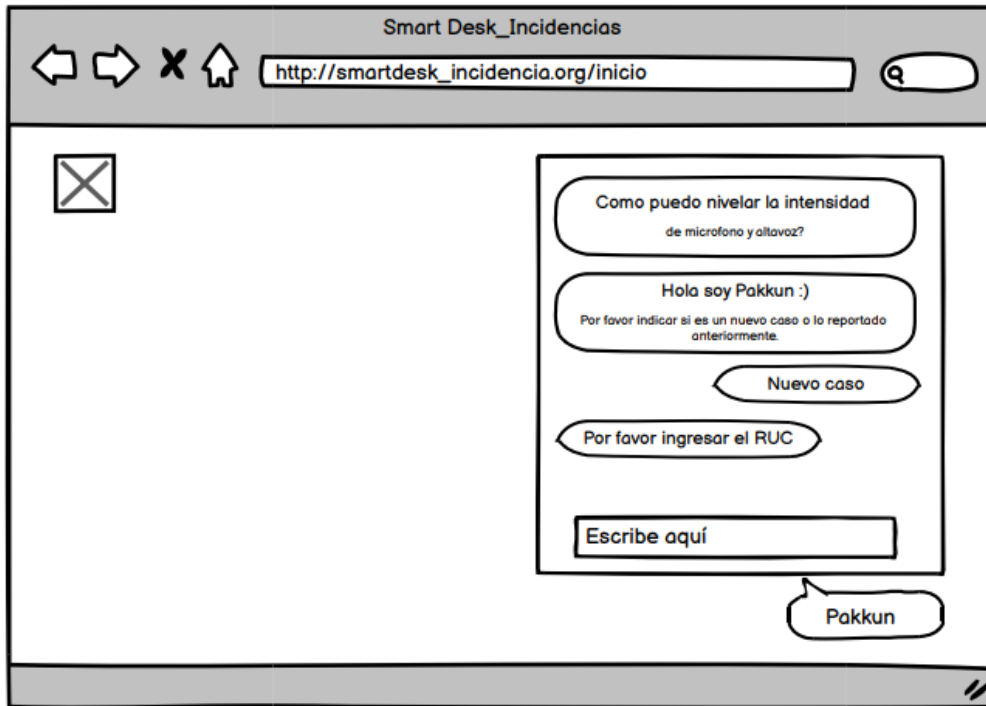 Smart Desk_Incidencias
http://smartdesk_incidencia.org/inicio
Como puedo nivelar la intensidad
de microfono y altavoz?
Hola soy Pakkun :)
Por favor indicar si es un nuevo caso o lo reportado
anteriormente.
Nuevo caso
Por favor ingresar el RUC
Escribe aquí
Pakkun